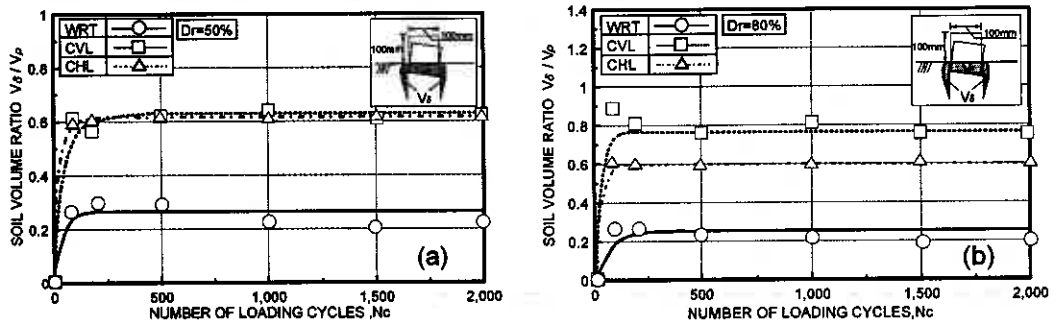 SOIL VOLUME RATIO Vδ / Vp
1
0.8
0.6
0.4
0.2
0
WRT
CVL
CHL
Dr=50%
100mm
100mm
Vδ
(a)
0
500
1,000
1,500
2,000
NUMBER OF LOADING CYCLES ,Nc
SOIL VOLUME RATIO Vδ / Vp
1.4
1.2
1
0.8
0.6
0.4
0.2
0
WRT
CVL
CHL
Dr=80%
100mm
100mm
Vδ
(b)
0
500
1,000
1,500
2,000
NUMBER OF LOADING CYCLES,Nc